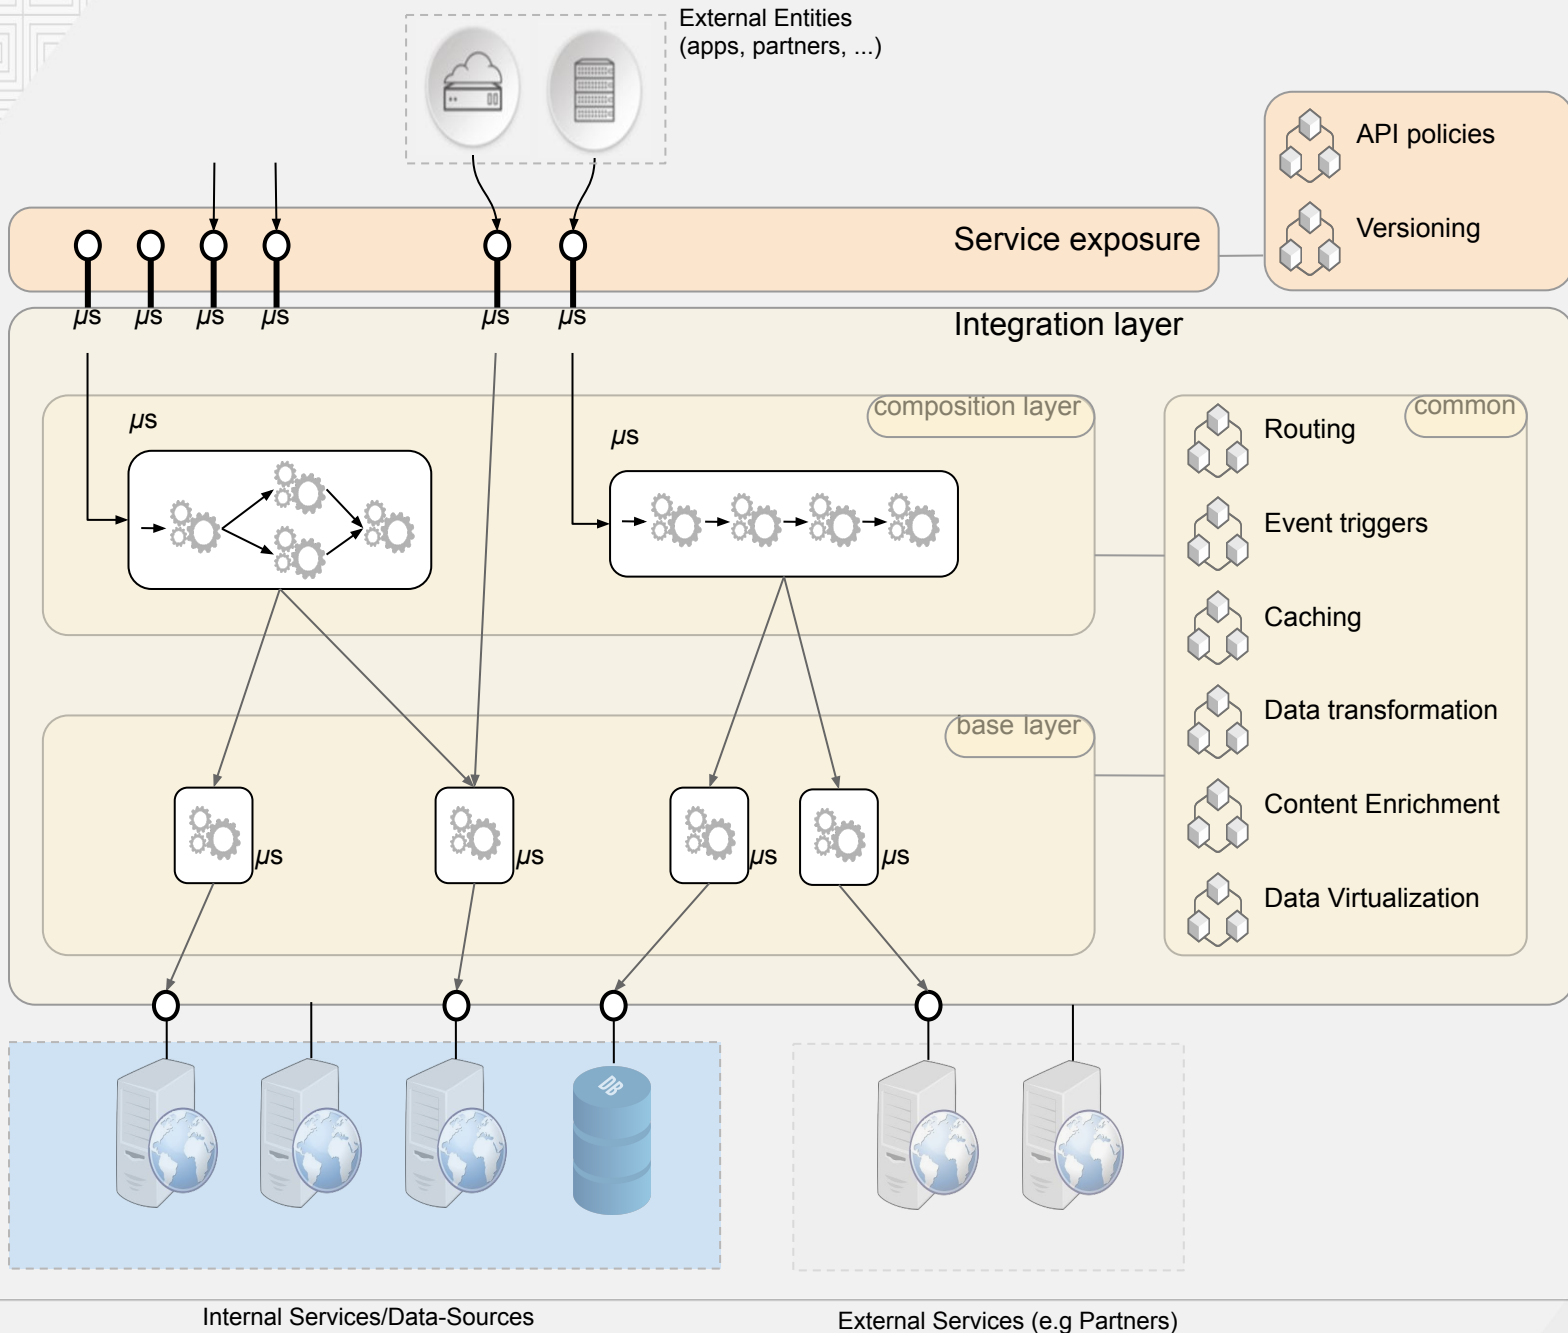 External Entities
(apps, partners, ...)
API policies
Versioning
Service exposure
µs µs µs µs µs µs
Integration layer
composition layer
common
µs
µs
Routing
Event triggers
Caching
Data transformation
Content Enrichment
Data Virtualization
base layer
µs
µs
µs
µs
DB
Internal Services/Data-Sources
External Services (e.g Partners)